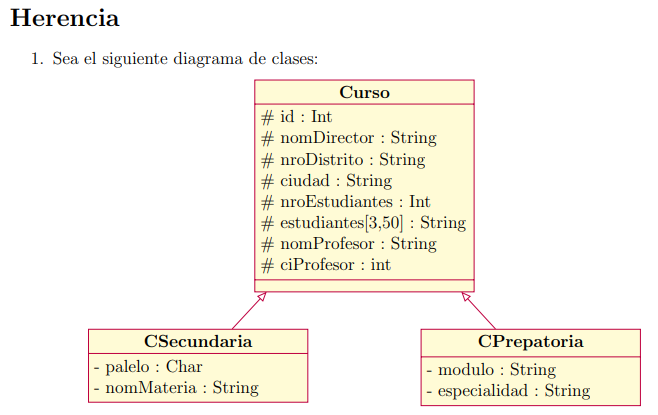 Herencia
1. Sea el siguiente diagrama de clases:
Curso
# id : Int
# nomDirector : String
# nroDistrito : String
# ciudad : String
# nroEstudiantes : Int
# estudiantes[3,50] : String
# nomProfesor : String
# ciProfesor : int
CSecundaria
- palelo : Char
- nomMateria : String
CPrepatoria
- modulo : String
- especialidad : String